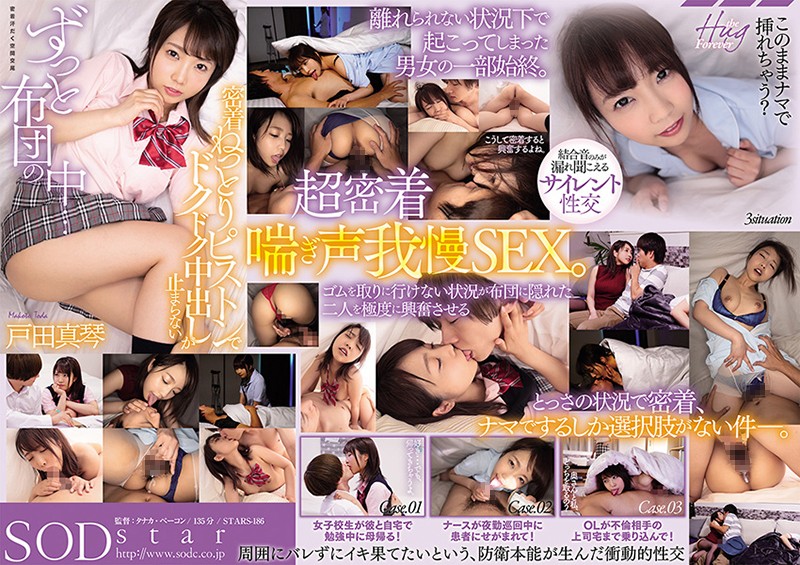 密着汗だく空間交尾
ずっと
布団の
中…
密着ねっとりピストンで
ドクドク中出しが
止まらない
Makoto Toda
戸田真琴
離れられない状況下で
起こってしまった
男女の一部始終。
こうして密着すると
興奮するよね。
the
Hug
Forever
このままナマで
挿れちゃう?
結合音のみが
漏れ聞こえる
サイレント
性交
3situation
超密着
喘ぎ声我慢SEX。
ゴムを取りに行けない状況が布団に隠れた
二人を極度に興奮させる
とっさの状況で密着、
ナマでするしか選択肢がない件―。
Case.01
女子校生が彼と自宅で
勉強中に母帰る!
Case.02
ナースが夜勤巡回中に
患者にせがまれて!
Case.03
OLが不倫相手の
上司宅まで乗り込んで!
SOD star
監督:タナカ・ベーコン/135分/STARS-186
http://www.sodc.co.jp
周囲にバレずにイキ果てたいという、防衛本能が生んだ衝動的性交